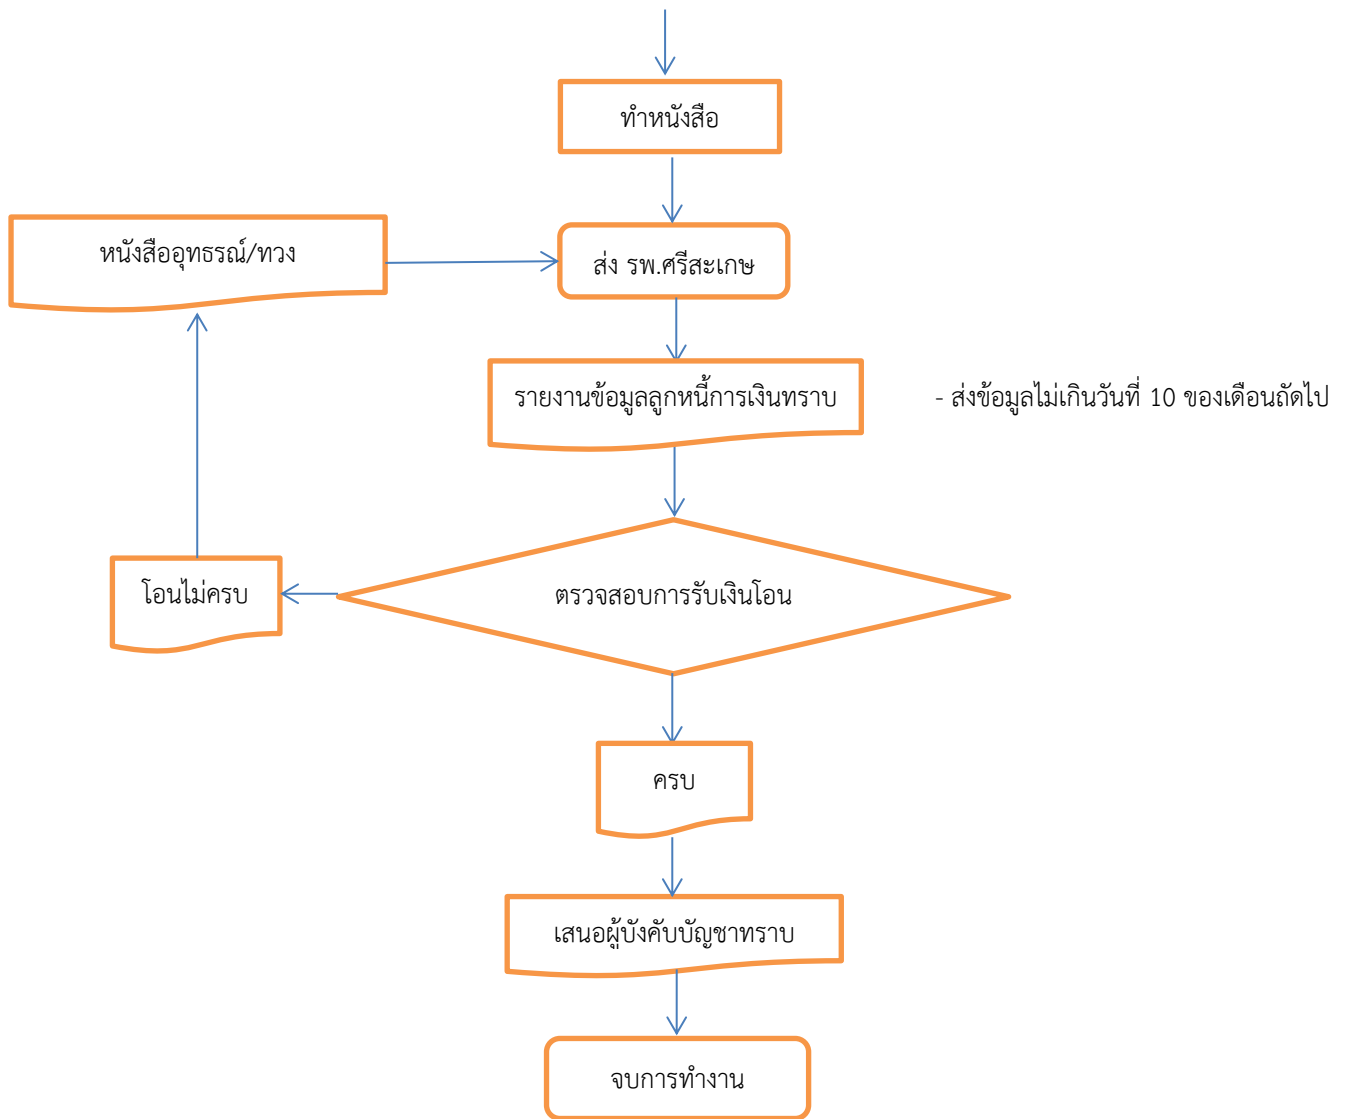 ทำหนังสือ
หนังสืออุทธรณ์/ทวง
ส่ง รพ.ศรีสะเกษ
รายงานข้อมูลลูกหนี้การเงินทราบ
- ส่งข้อมูลไม่เกินวันที่ 10 ของเดือนถัดไป
โอนไม่ครบ
ตรวจสอบการรับเงินโอน
ครบ
เสนอผู้บังคับบัญชาทราบ
จบการทำงาน